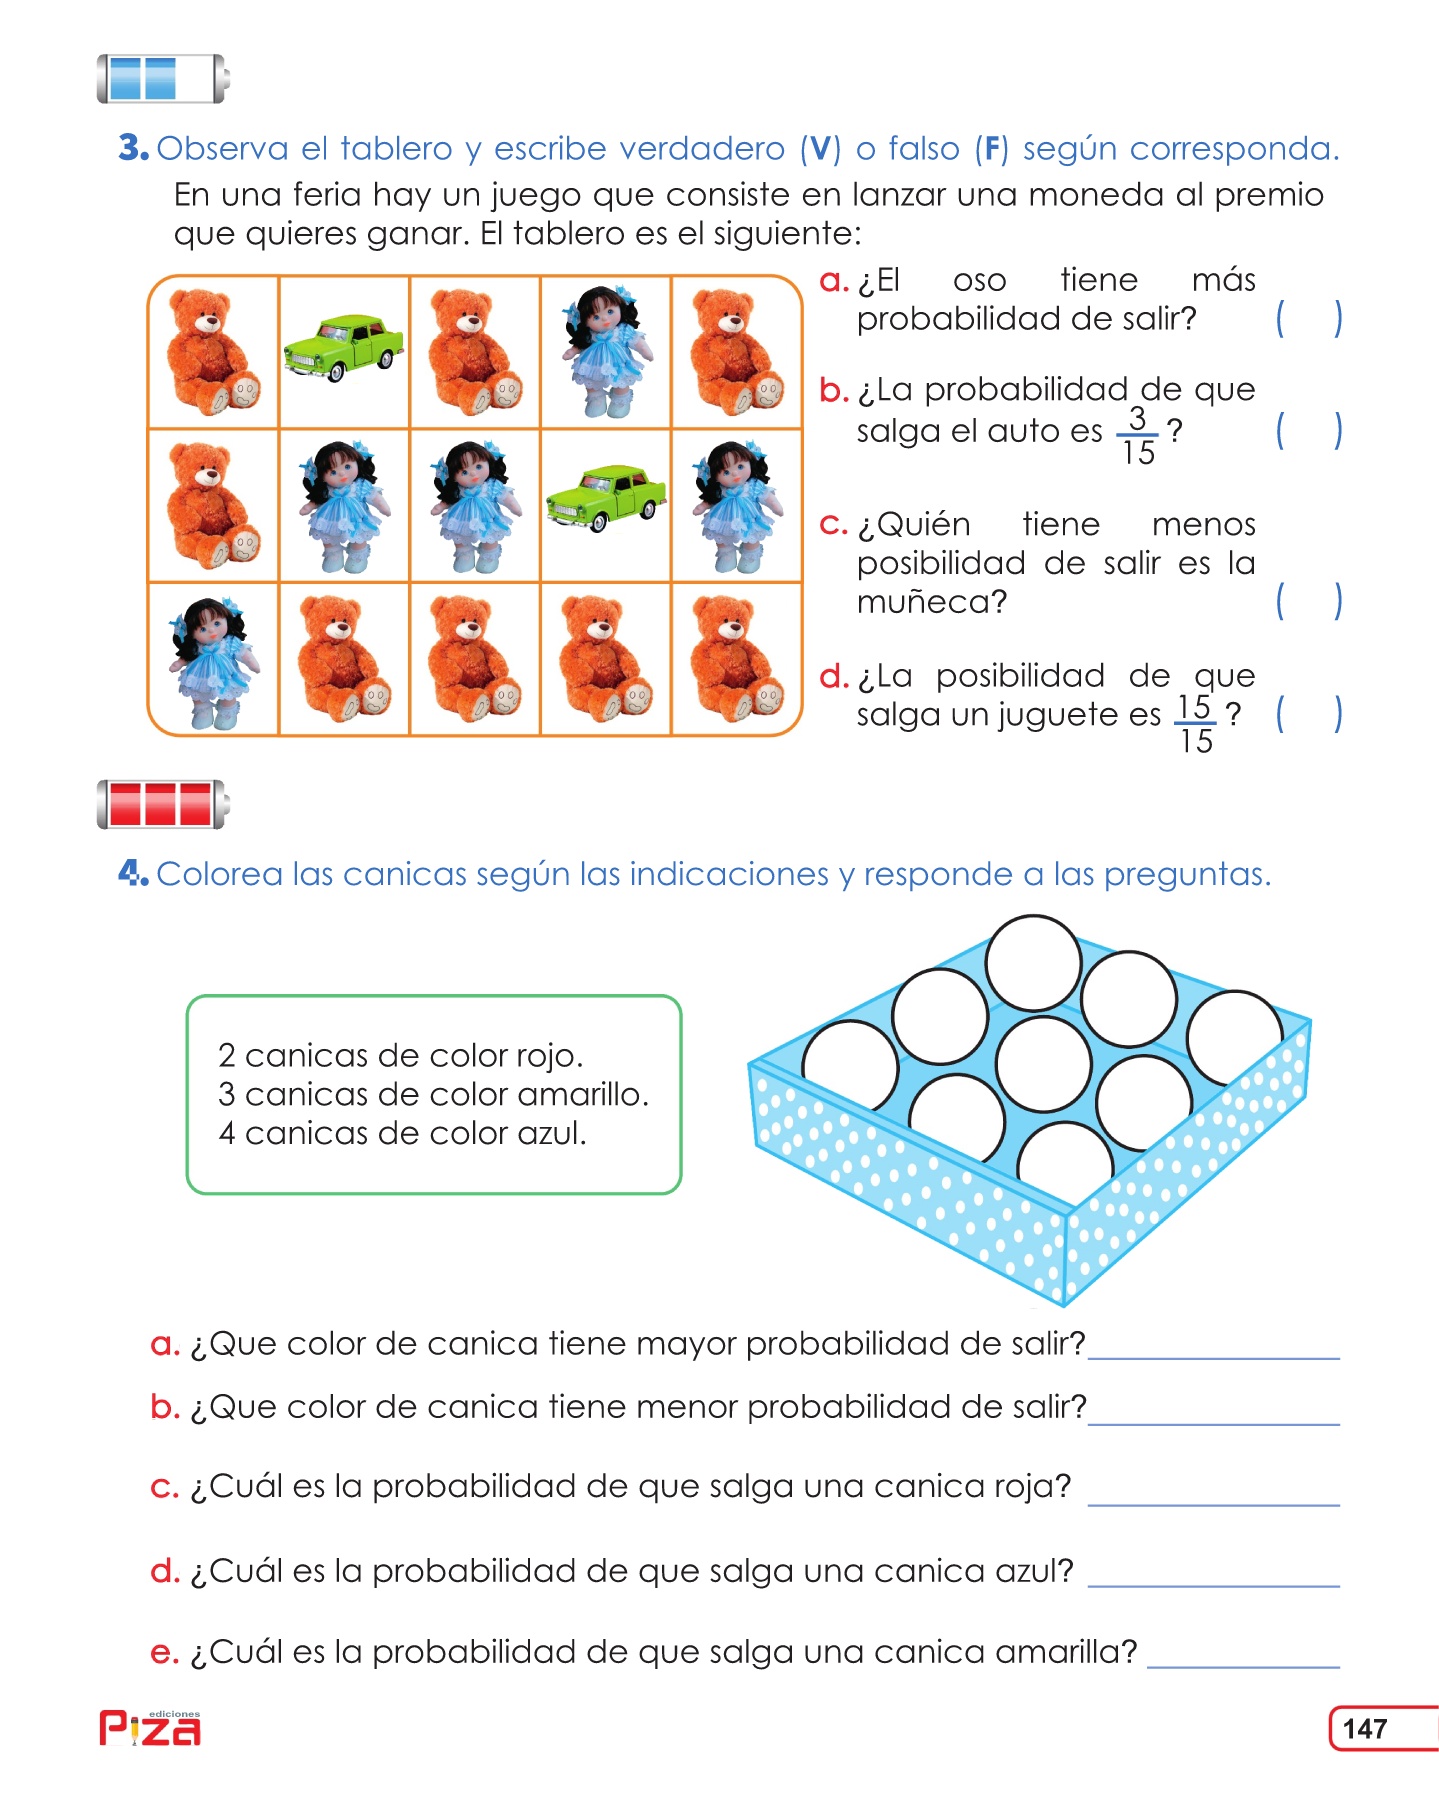 3. Observa el tablero y escribe verdadero (V) o falso (F) según corresponda.
En una feria hay un juego que consiste en lanzar una moneda al premio
que quieres ganar. El tablero es el siguiente:
a. ¿El oso tiene más
probabilidad de salir? ( )
b. ¿La probabilidad de que
salga el auto es 3/15 ? ( )
c. ¿Quién tiene menos
posibilidad de salir es la
muñeca? ( )
d. ¿La posibilidad de que
salga un juguete es 15/15 ? ( )
4. Colorea las canicas según las indicaciones y responde a las preguntas.
2 canicas de color rojo.
3 canicas de color amarillo.
4 canicas de color azul.
a. ¿Que color de canica tiene mayor probabilidad de salir?
b. ¿Que color de canica tiene menor probabilidad de salir?
c. ¿Cuál es la probabilidad de que salga una canica roja?
d. ¿Cuál es la probabilidad de que salga una canica azul?
e. ¿Cuál es la probabilidad de que salga una canica amarilla?
ediciones
Piza
147